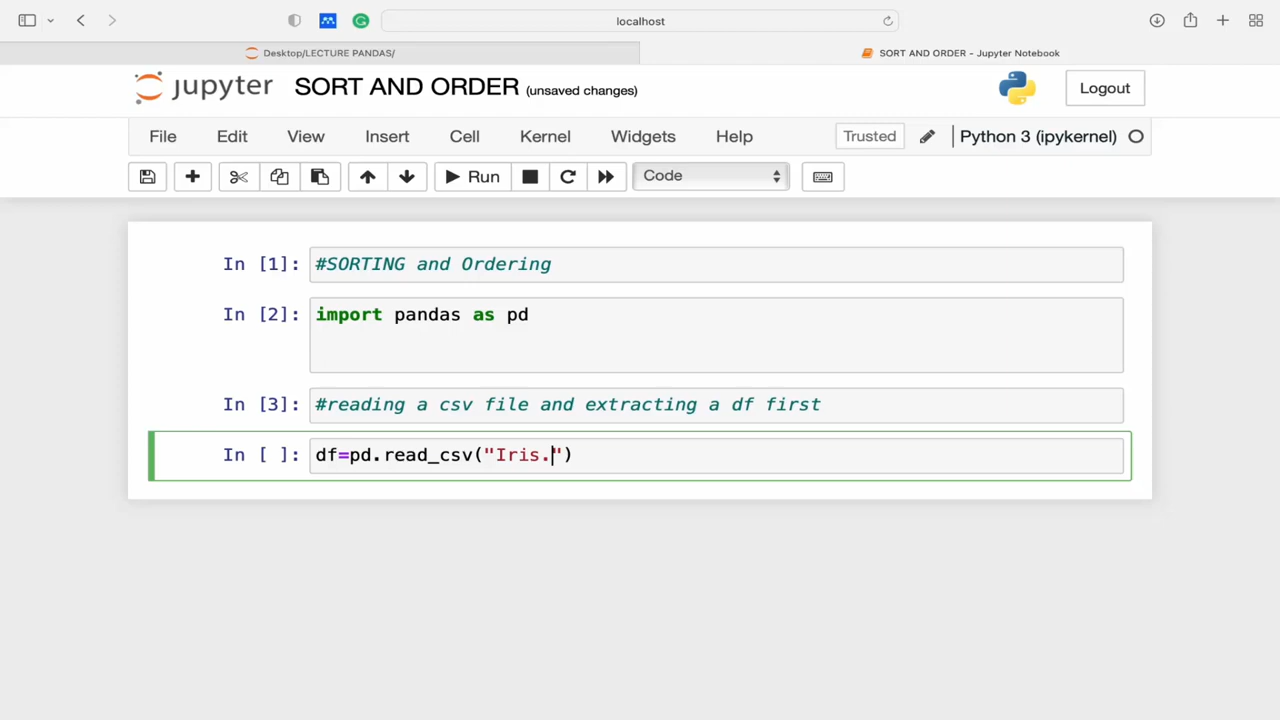 localhost
Desktop/LECTURE PANDAS/
SORT AND ORDER - Jupyter Notebook
jupyter SORT AND ORDER (unsaved changes)
Logout
File Edit View Insert Cell Kernel Widgets Help
Trusted
Python 3 (ipykernel)
Run
Code
In [1]: #SORTING and Ordering
In [2]: import pandas as pd
In [3]: #reading a csv file and extracting a df first
In [ ]: df=pd.read_csv("Iris.")